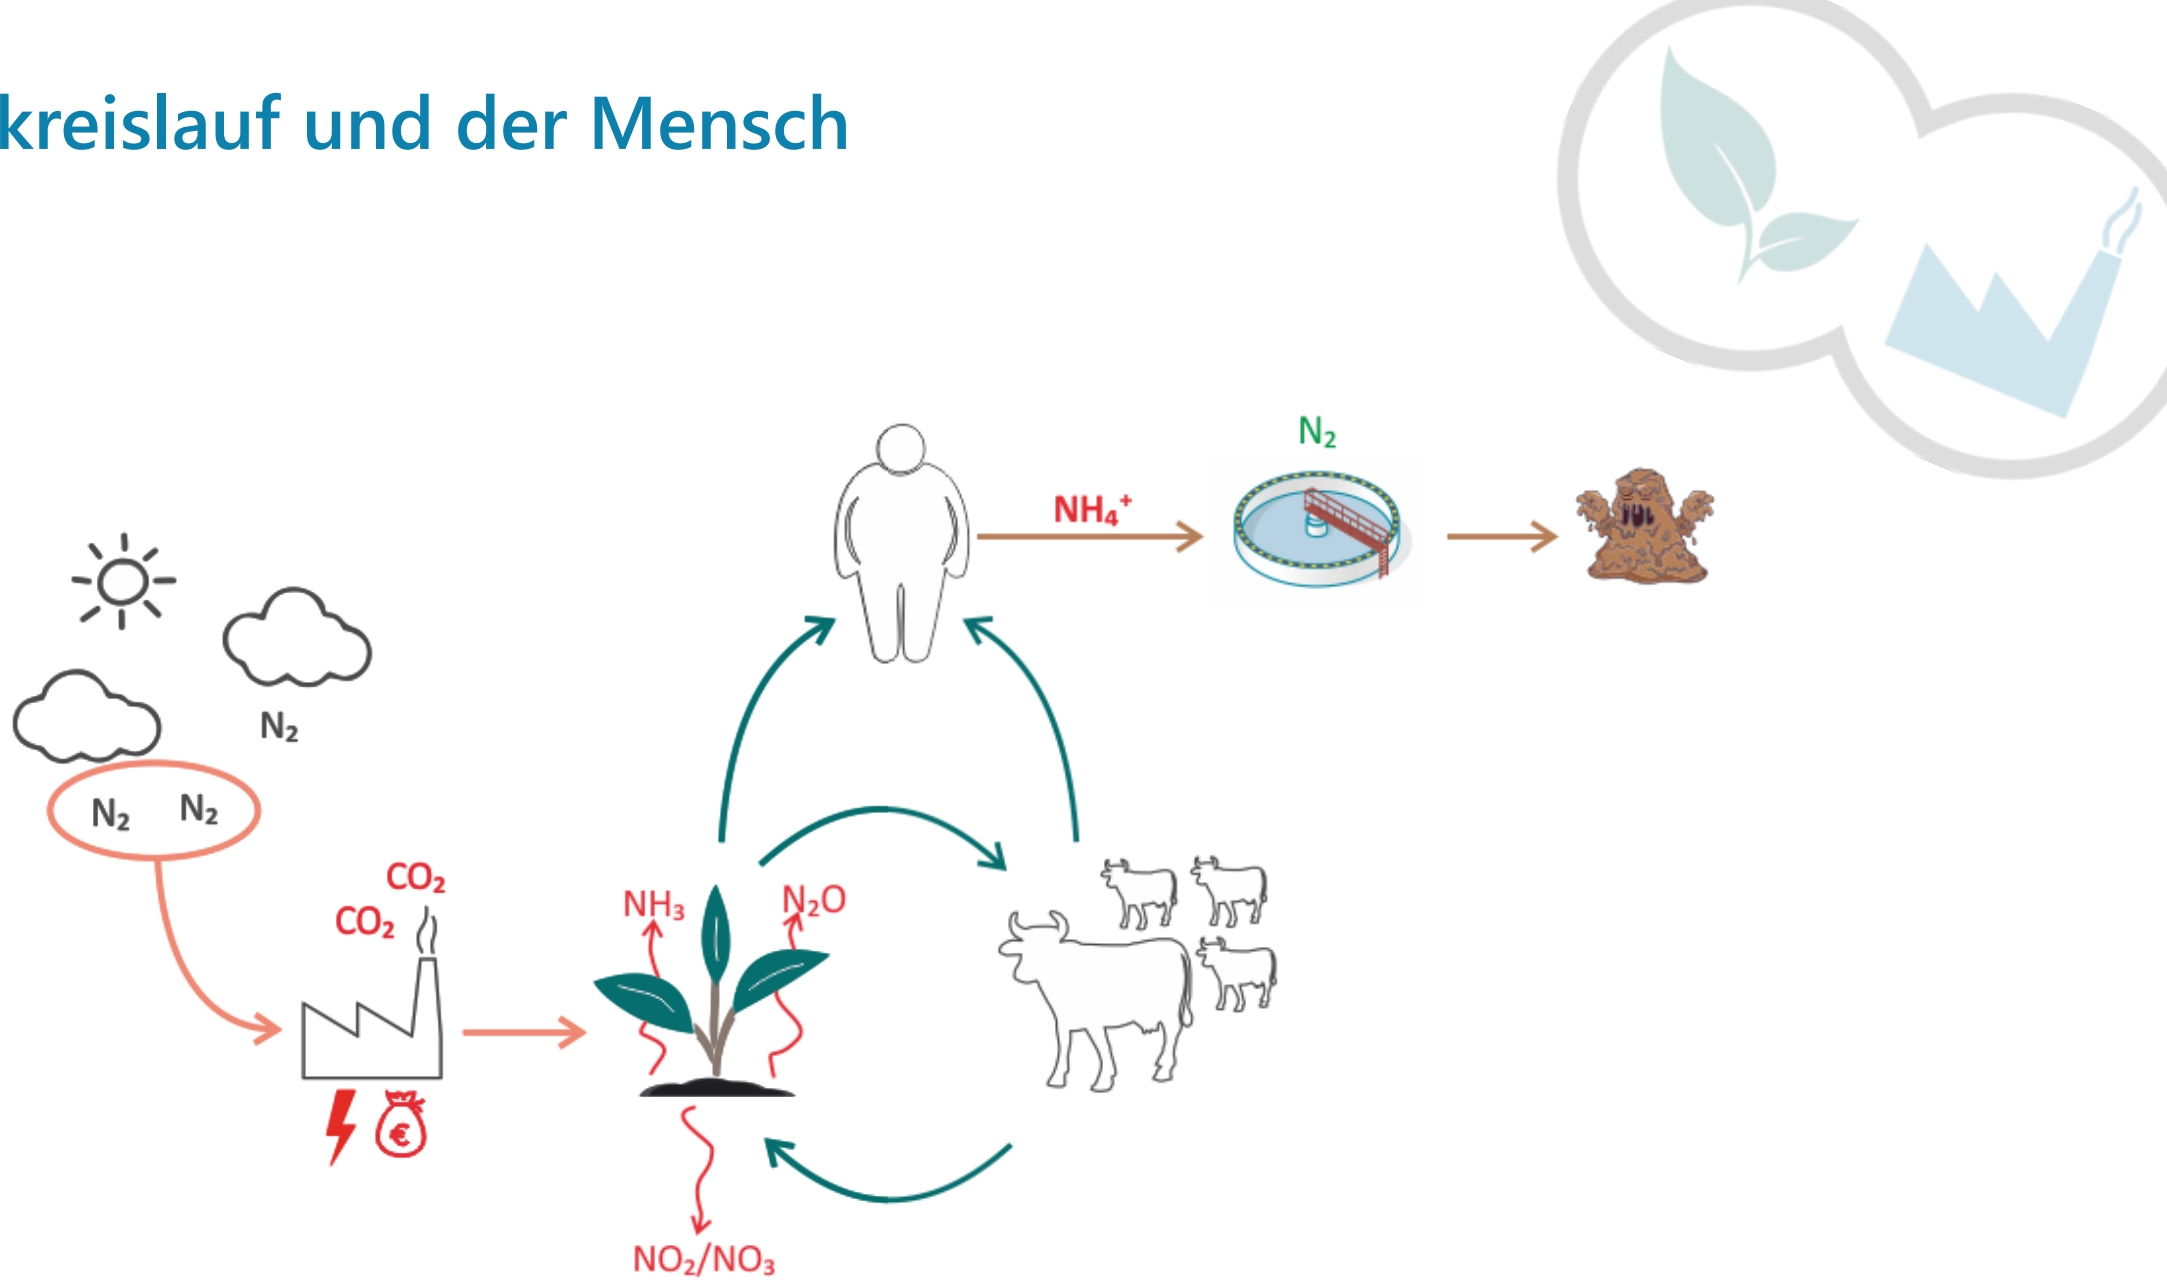 kreislauf und der Mensch
N₂
NH₄⁺
N₂
N₂ N₂
CO₂
CO₂
NH₃
N₂O
€
NO₂/NO₃